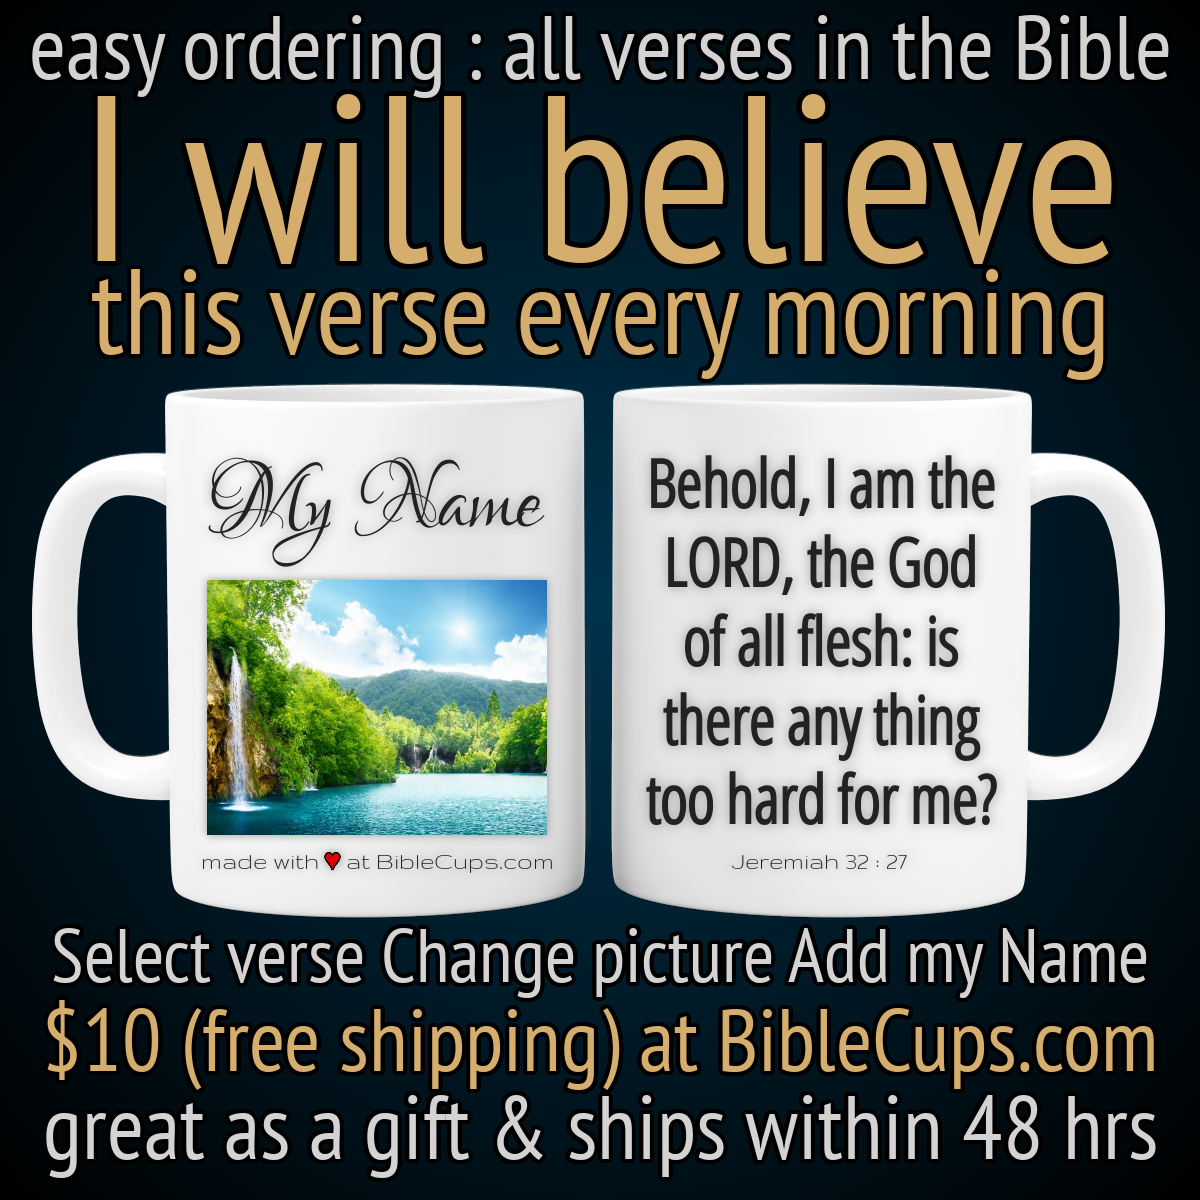 easy ordering : all verses in the Bible
I will believe
this verse every morning
My Name
made with ♥ at BibleCups.com
Behold, I am the
LORD, the God
of all flesh: is
there any thing
too hard for me?
Jeremiah 32 : 27
Select verse Change picture Add my Name
$10 (free shipping) at BibleCups.com
great as a gift & ships within 48 hrs